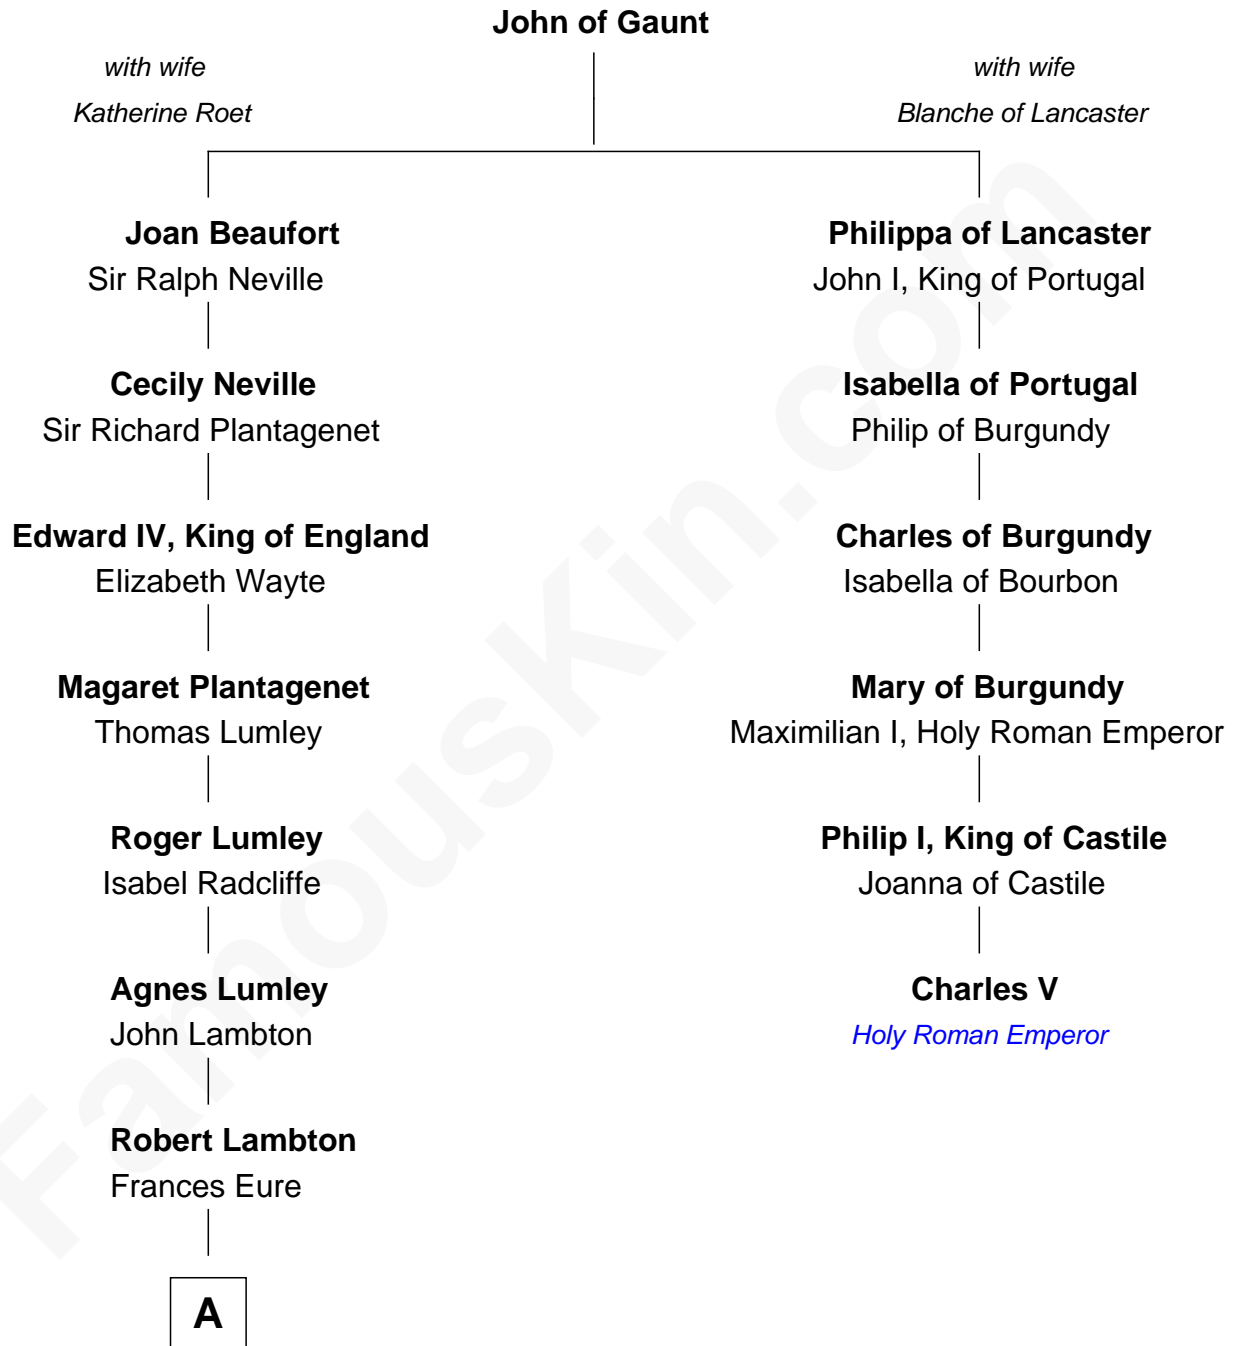 John of Gaunt
with wife
Katherine Roet
with wife
Blanche of Lancaster
Joan Beaufort
Sir Ralph Neville
Philippa of Lancaster
John I, King of Portugal
Cecily Neville
Sir Richard Plantagenet
Isabella of Portugal
Philip of Burgundy
Edward IV, King of England
Elizabeth Wayte
Charles of Burgundy
Isabella of Bourbon
Magaret Plantagenet
Thomas Lumley
Mary of Burgundy
Maximilian I, Holy Roman Emperor
Roger Lumley
Isabel Radcliffe
Philip I, King of Castile
Joanna of Castile
Agnes Lumley
John Lambton
Charles V
Holy Roman Emperor
Robert Lambton
Frances Eure
A
FamousKin.com